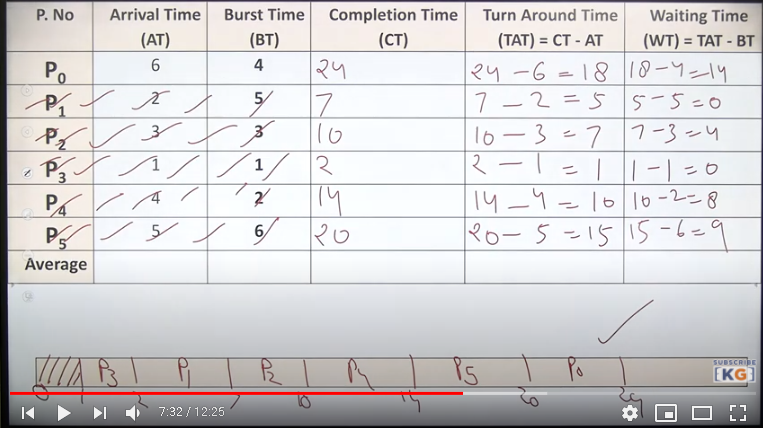 P. No Arrival Time (AT) Burst Time (BT) Completion Time (CT) Turn Around Time (TAT) = CT - AT Waiting Time (WT) = TAT - BT
P0 6 4 24 24 - 6 = 18 18-4=14
P1 2 5 7 7 - 2 = 5 5-5=0
P2 3 3 10 10 - 3 = 7 7-3=4
P3 1 1 2 2 - 1 = 1 1-1=0
P4 4 2 14 14 - 4 = 10 10-2=8
P5 5 6 20 20 - 5 = 15 15-6=9
Average
P3 P1 P2 P4 P5 P0
SUBSCRIBE
[KG]
0 1 2 7 10 14 20 24
7:32 / 12:25